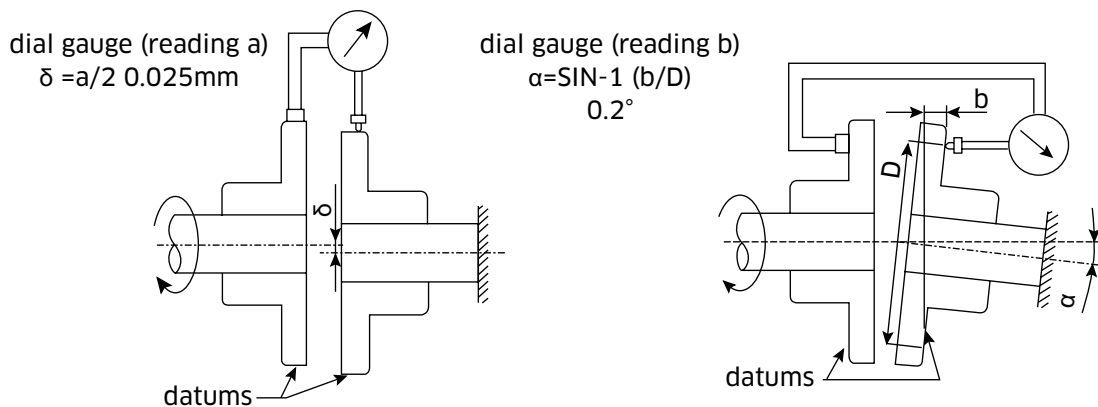 dial gauge (reading a)
δ =a/2 0.025mm
δ
datums
dial gauge (reading b)
α=SIN-1 (b/D)
0.2°
b
D
α
datums